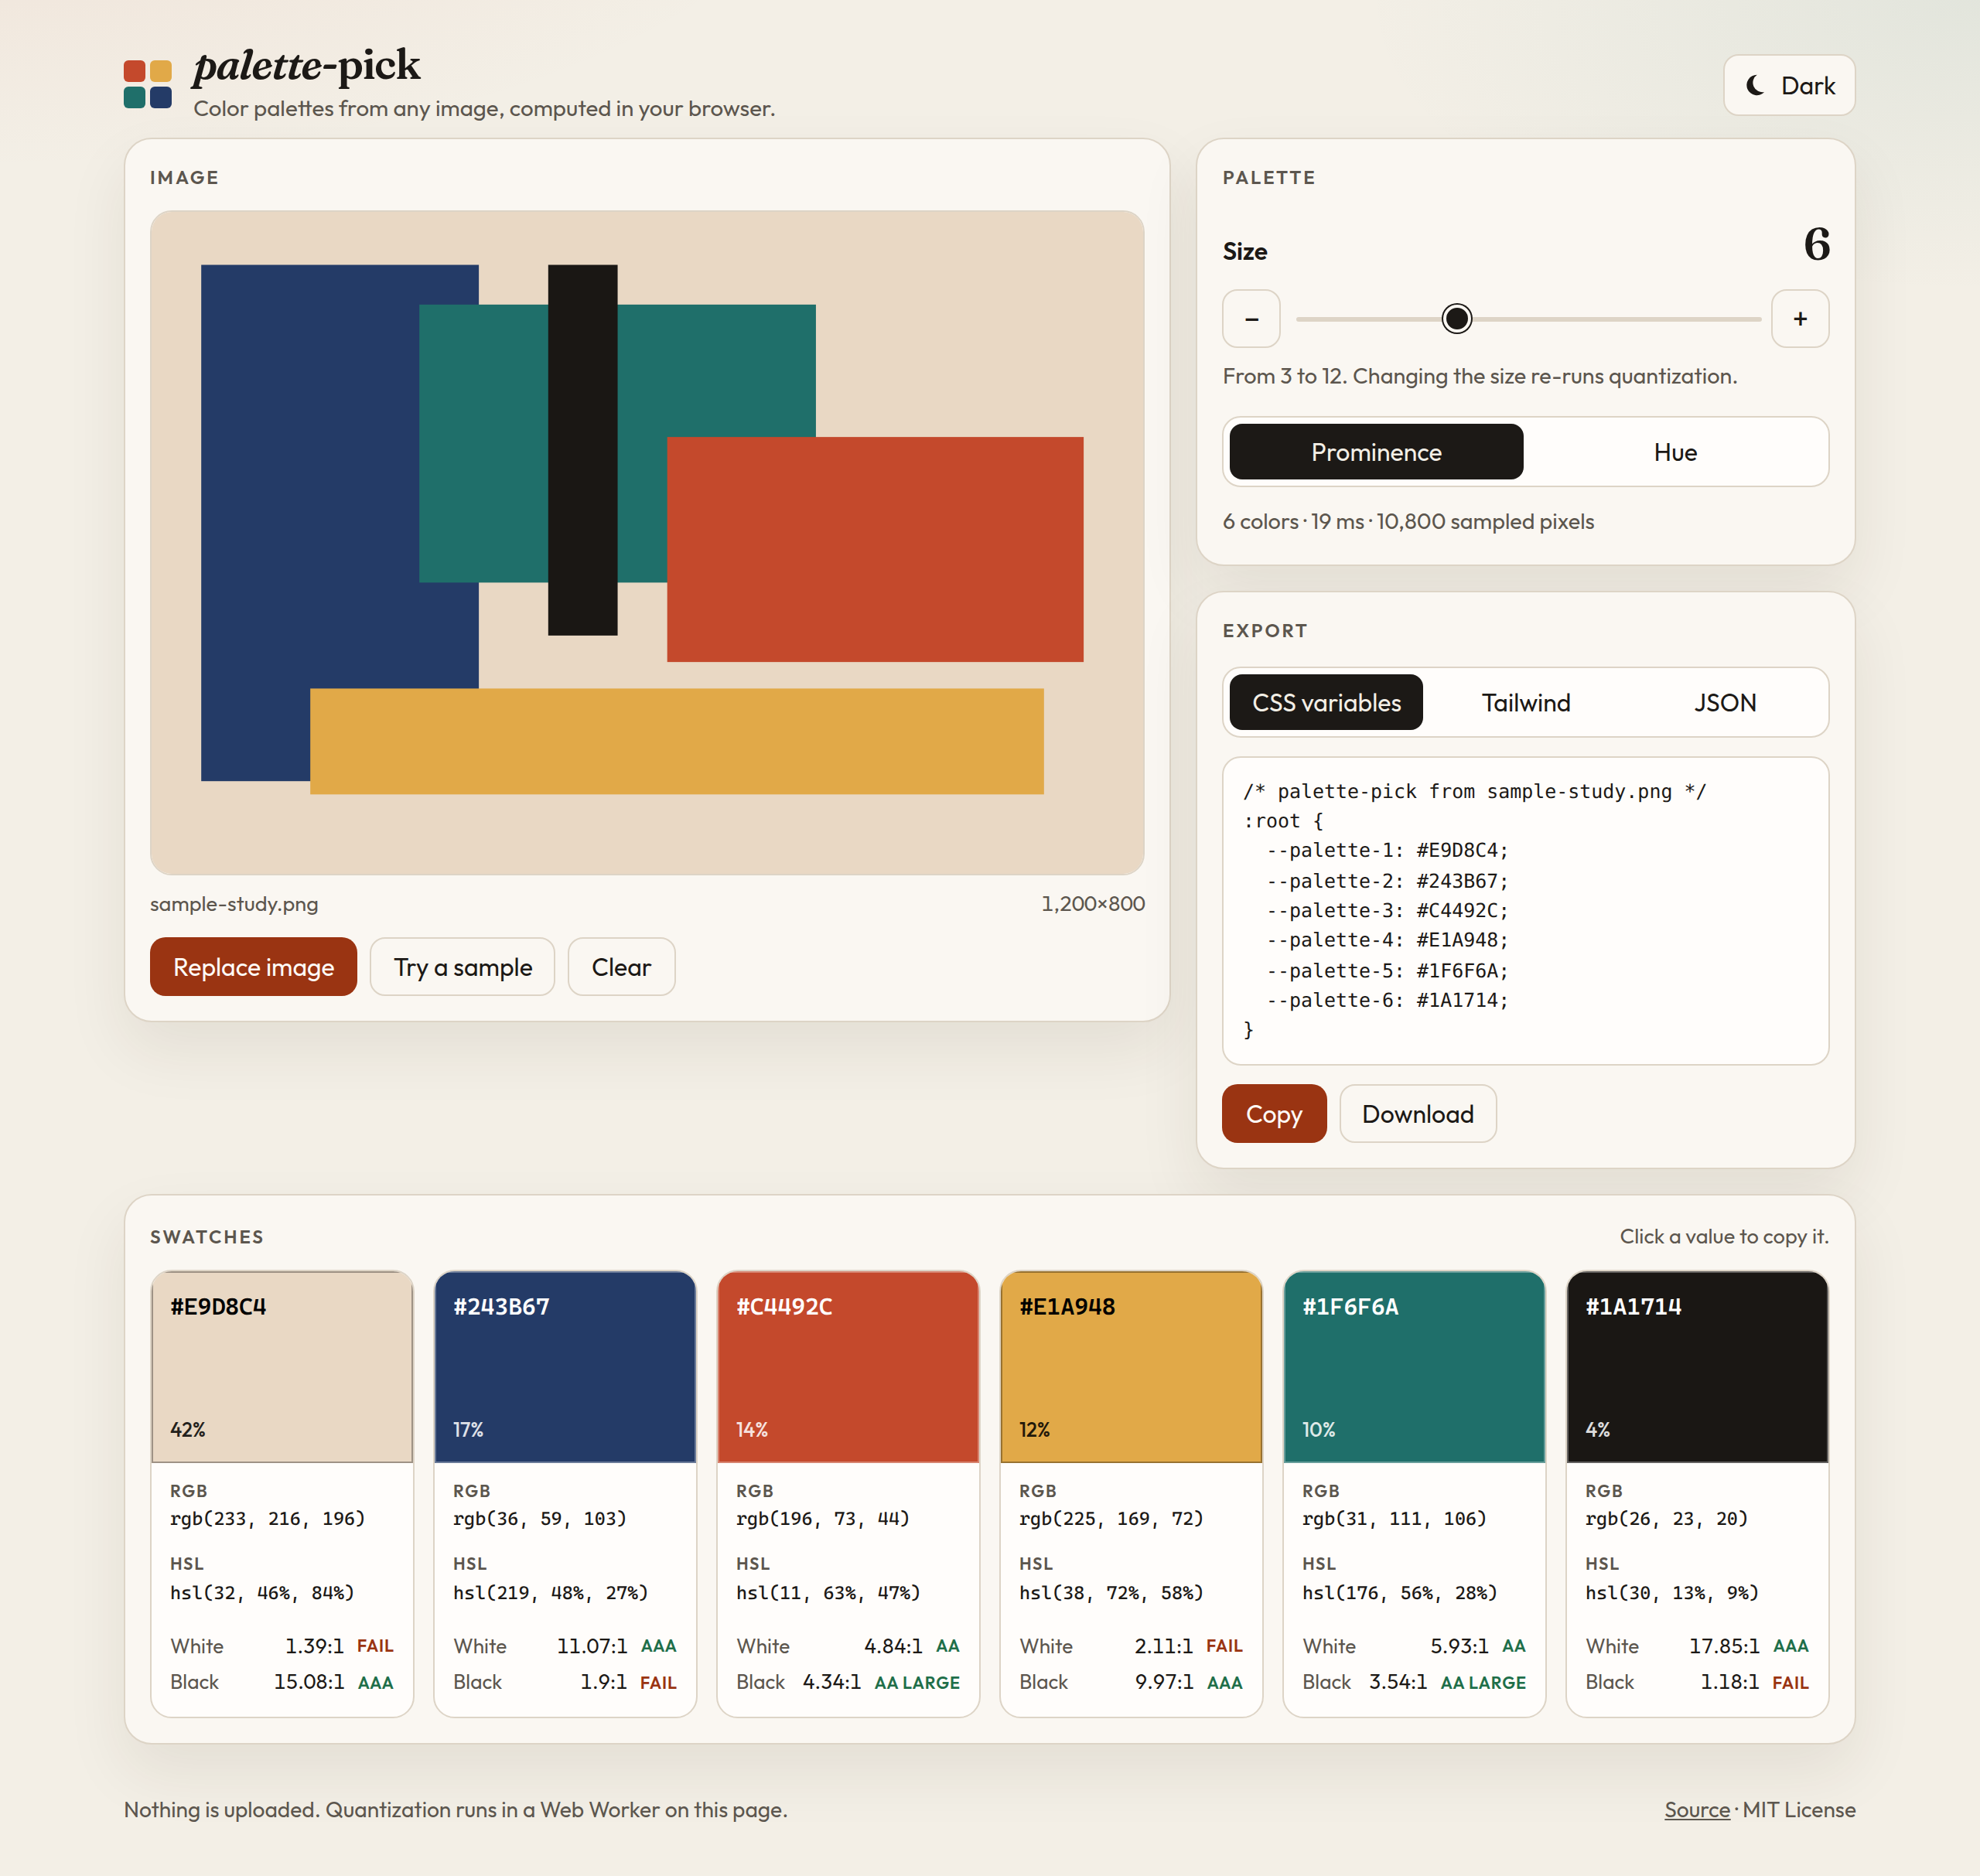 palette-pick
Color palettes from any image, computed in your browser.
Dark
IMAGE
sample-study.png
1,200×800
Replace image
Try a sample
Clear
PALETTE
Size
6
−
+
From 3 to 12. Changing the size re-runs quantization.
Prominence
Hue
6 colors · 19 ms · 10,800 sampled pixels
EXPORT
CSS variables
Tailwind
JSON
/* palette-pick from sample-study.png */
:root {
  --palette-1: #E9D8C4;
  --palette-2: #243B67;
  --palette-3: #C4492C;
  --palette-4: #E1A948;
  --palette-5: #1F6F6A;
  --palette-6: #1A1714;
}
Copy
Download
SWATCHES
Click a value to copy it.
#E9D8C4
42%
RGB
rgb(233, 216, 196)
HSL
hsl(32, 46%, 84%)
White 1.39:1 FAIL
Black 15.08:1 AAA
#243B67
17%
RGB
rgb(36, 59, 103)
HSL
hsl(219, 48%, 27%)
White 11.07:1 AAA
Black 1.9:1 FAIL
#C4492C
14%
RGB
rgb(196, 73, 44)
HSL
hsl(11, 63%, 47%)
White 4.84:1 AA
Black 4.34:1 AA LARGE
#E1A948
12%
RGB
rgb(225, 169, 72)
HSL
hsl(38, 72%, 58%)
White 2.11:1 FAIL
Black 9.97:1 AAA
#1F6F6A
10%
RGB
rgb(31, 111, 106)
HSL
hsl(176, 56%, 28%)
White 5.93:1 AA
Black 3.54:1 AA LARGE
#1A1714
4%
RGB
rgb(26, 23, 20)
HSL
hsl(30, 13%, 9%)
White 17.85:1 AAA
Black 1.18:1 FAIL
Nothing is uploaded. Quantization runs in a Web Worker on this page.
Source · MIT License